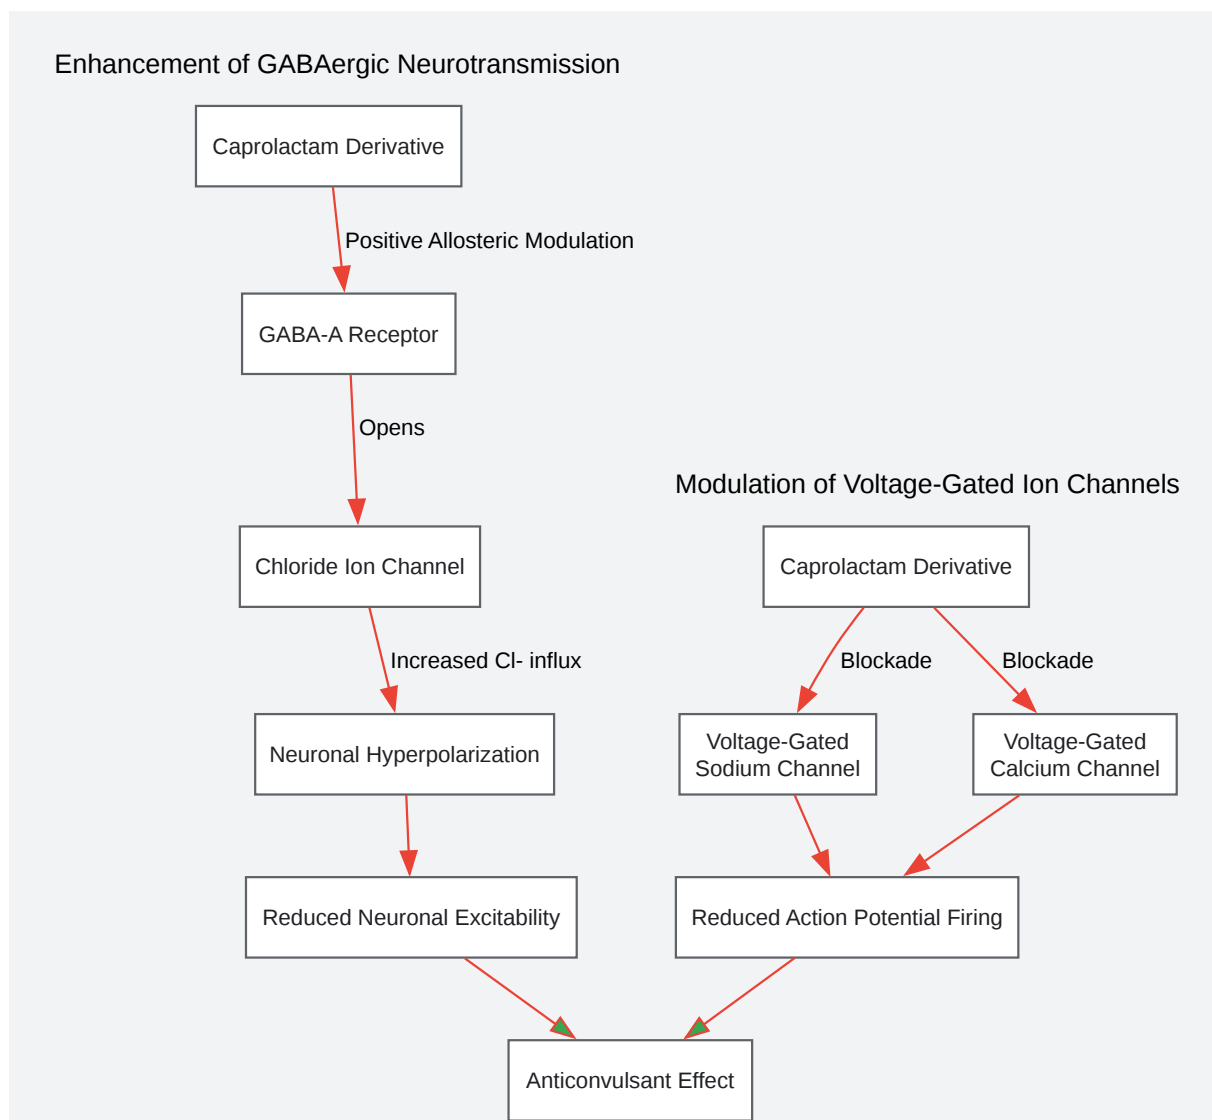 Enhancement of GABAergic Neurotransmission
Caprolactam Derivative
Positive Allosteric Modulation
GABA-A Receptor
Opens
Chloride Ion Channel
Increased Cl- influx
Neuronal Hyperpolarization
Reduced Neuronal Excitability
Modulation of Voltage-Gated Ion Channels
Caprolactam Derivative
Blockade
Blockade
Voltage-Gated
Sodium Channel
Voltage-Gated
Calcium Channel
Reduced Action Potential Firing
Anticonvulsant Effect